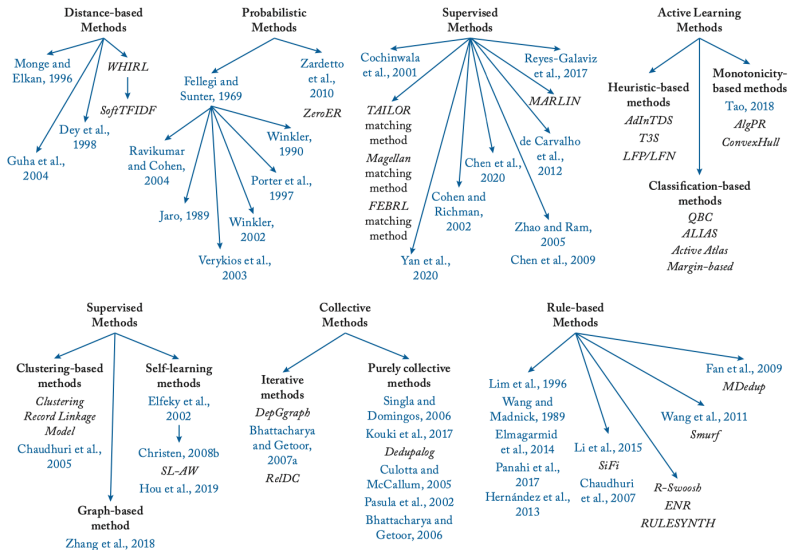 Distance-based
Methods
Monge and
Elkan, 1996
WHIRL
SoftTFIDF
Dey et al.,
1998
Guha et al.,
2004
Probabilistic
Methods
Fellegi and
Sunter, 1969
Zardetto
et al.,
2010
ZeroER
Ravikumar
and Cohen,
2004
Winkler,
1990
Porter et al.,
1997
Jaro, 1989
Winkler,
2002
Verykios et al.,
2003
Supervised
Methods
Cochinwala
et al., 2001
Reyes-Galaviz
et al., 2017
MARLIN
TAILOR
matching
method
Magellan
matching
method
FEBRL
matching
method
de Carvalho
et al.,
2012
Chen et al.,
2020
Cohen and
Richman,
2002
Zhao and Ram,
2005
Chen et al., 2009
Yan et al.,
2020
Active Learning
Methods
Heuristic-based
methods
AdInTDS
T3S
LFP/LFN
Monotonicity-
based methods
Tao, 2018
AlgPR
ConvexHull
Classification-based
methods
QBC
ALIAS
Active Atlas
Margin-based
Supervised
Methods
Clustering-based
methods
Clustering
Record Linkage
Model
Chaudhuri et al.,
2005
Self-learning
methods
Elfeky et al.,
2002
Christen, 2008b
SL-AW
Hou et al., 2019
Graph-based
method
Zhang et al., 2018
Collective
Methods
Iterative
methods
DepGgraph
Bhattacharya
and Getoor,
2007a
RelDC
Purely collective
methods
Singla and
Domingos, 2006
Kouki et al., 2017
Dedupalog
Culotta and
McCallum, 2005
Pasula et al., 2002
Bhattacharya and
Getoor, 2006
Rule-based
Methods
Lim et al., 1996
Wang and
Madnick, 1989
Elmagarmid
et al., 2014
Panahi et al.,
2017
Hernández et al.,
2013
Li et al., 2015
SiFi
Chaudhuri
et al., 2007
R-Swoosh
ENR
RULESYNTH
Wang et al., 2011
Smurf
Fan et al., 2009
MDedup